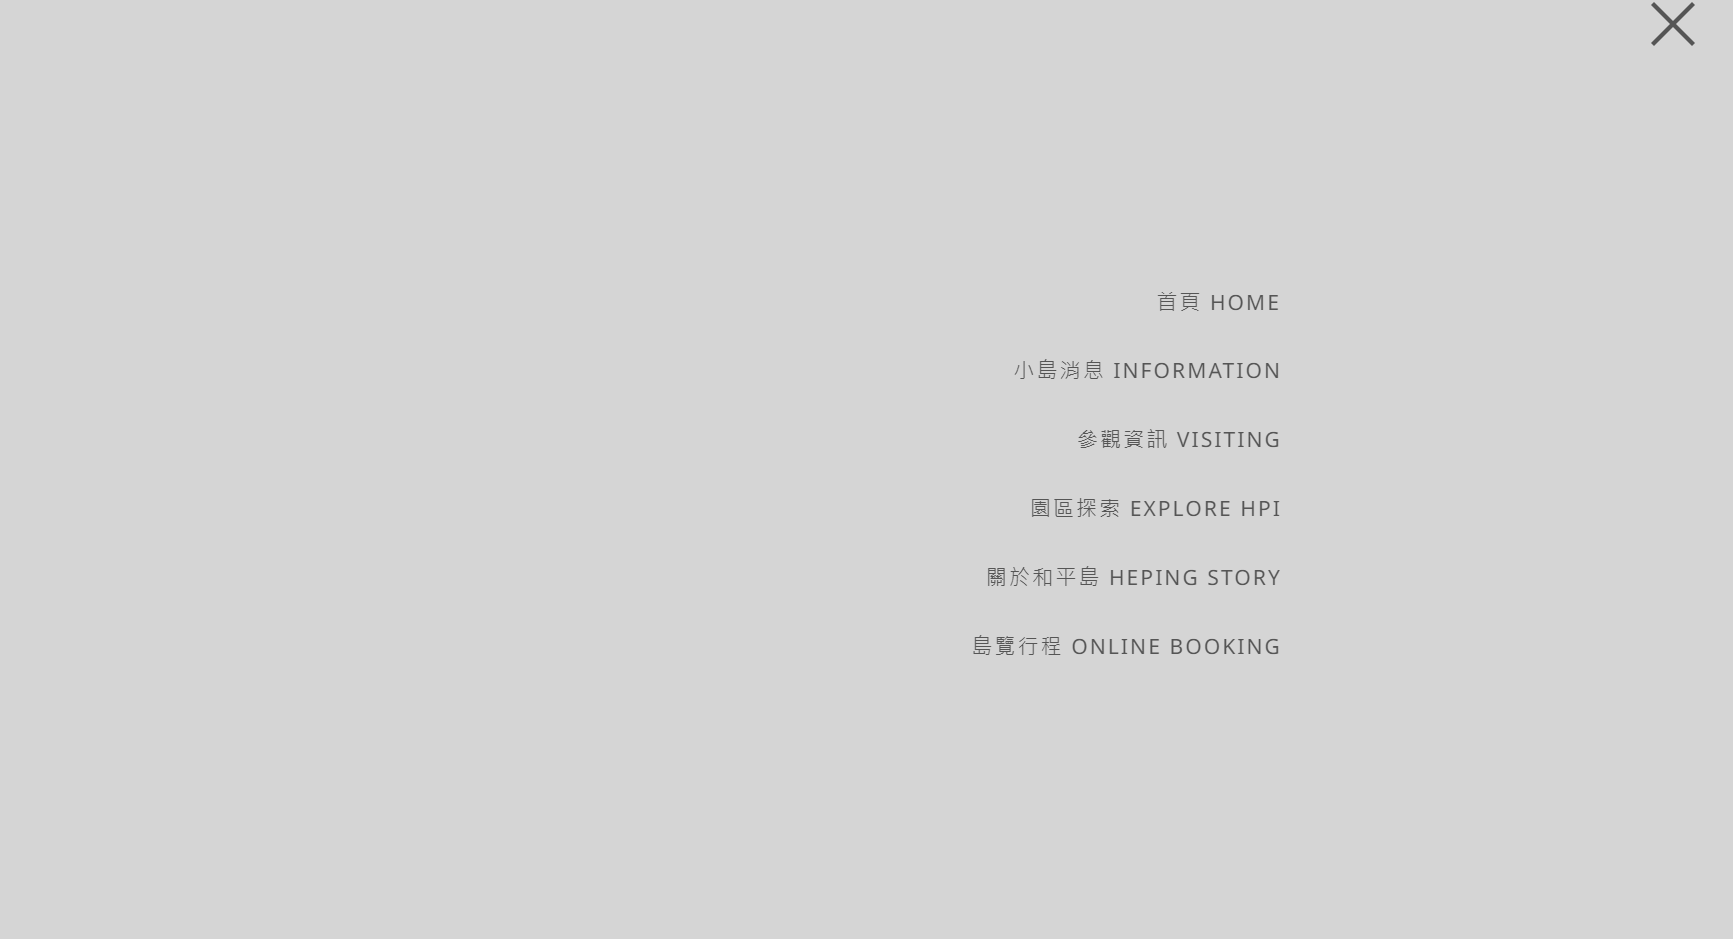 首頁 HOME
小島消息 INFORMATION
參觀資訊 VISITING
園區探索 EXPLORE HPI
關於和平島 HEPING STORY
島覽行程 ONLINE BOOKING